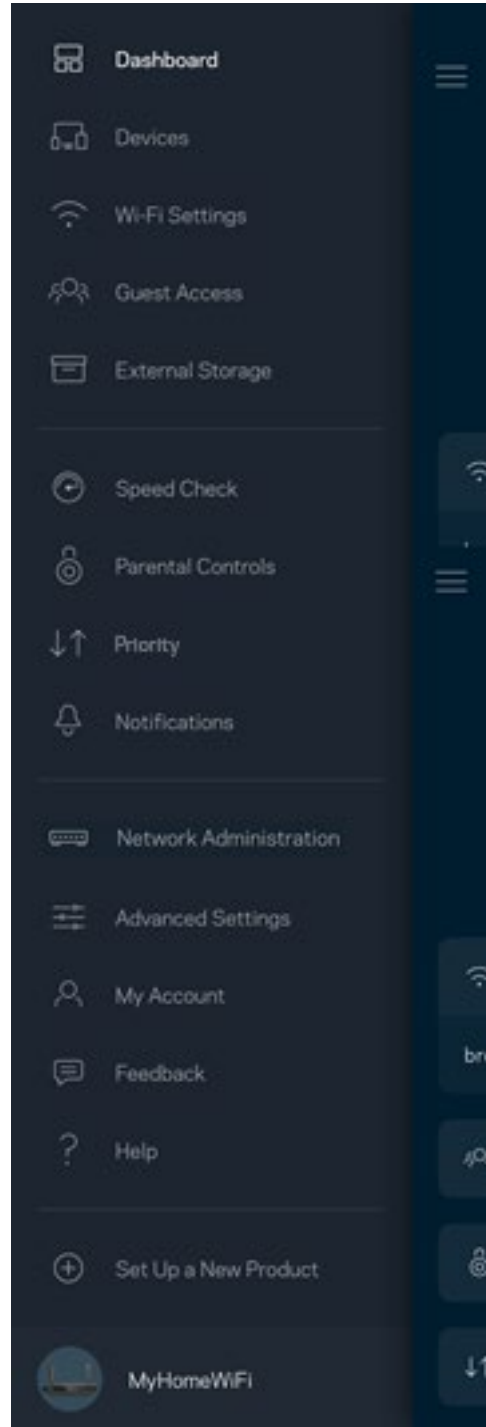 Dashboard
Devices
Wi-Fi Settings
Guest Access
External Storage
Speed Check
Parental Controls
Priority
Notifications
Network Administration
Advanced Settings
My Account
Feedback
? Help
Set Up a New Product
MyHomeWiFi